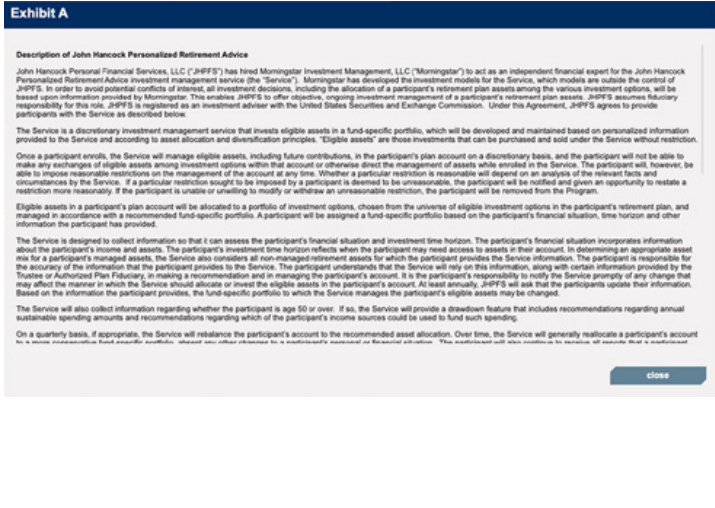 Exhibit A
Description of John Hancock Personalized Retirement Advice
John Hancock Personal Financial Services, LLC ("JHPFS") has hired Morningstar Investment Management, LLC ("Morningstar") to act as an independent financial expert for the John Hancock
Personalized Retirement Advice investment management service (the "Service"). Morningstar has developed the investment models for the Service, which models are outside the control of
JHPFS. In order to avoid potential conflicts of interest, all investment decisions, including the allocation of a participant's retirement plan assets among the various investment options, will be
based upon information provided by Morningstar. This enables JHPFS to offer objective, ongoing investment management of a participant's retirement plan assets. JHPFS assumes fiduciary
responsibility for this role. JHPFS is registered as an investment adviser with the United States Securities and Exchange Commission. Under this Agreement, JHPFS agrees to provide
participants with the Service as described below.
The Service is a discretionary investment management service that invests eligible assets in a fund-specific portfolio, which will be developed and maintained based on personalized information
provided to the Service and according to asset allocation and diversification principles. "Eligible assets" are those investments that can be purchased and sold under the Service without restriction.
Once a participant enrolls, the Service will manage eligible assets, including future contributions, in the participant's plan account on a discretionary basis, and the participant will not be able to
make any exchanges of eligible assets among investment options within that account or otherwise direct the management of assets while enrolled in the Service. The participant will, however, be
able to impose reasonable restrictions on the management of the account at any time. Whether a particular restriction is reasonable will depend on an analysis of the relevant facts and
circumstances by the Service. If a particular restriction sought to be imposed by a participant is deemed to be unreasonable, the participant will be notified and given an opportunity to restate a
restriction more reasonably. If the participant is unable or unwilling to modify or withdraw an unreasonable restriction, the participant will be removed from the Program.
Eligible assets in a participant's plan account will be allocated to a portfolio of investment options, chosen from the universe of eligible investment options in the participant's retirement plan, and
managed in accordance with a recommended fund-specific portfolio. A participant will be assigned a fund-specific portfolio based on the participant's financial situation, time horizon and other
information the participant has provided.
The Service is designed to collect information so that it can assess the participant's financial situation and investment time horizon. The participant's financial situation incorporates information
about the participant's income and assets. The participant's investment time horizon reflects when the participant may need access to assets in their account. In determining an appropriate asset
mix for a participant's managed assets, the Service also considers all non-managed retirement assets for which the participant provides the Service information. The participant is responsible for
the accuracy of the information that the participant provides to the Service. The participant understands that the Service will rely on this information, along with certain information provided by the
Trustee or Authorized Plan Fiduciary, in making a recommendation and in managing the participant's account. It is the participant's responsibility to notify the Service promptly of any change that
may affect the manner in which the Service should allocate or invest the eligible assets in the participant's account. At least annually, JHPFS will ask that the participants update their information.
Based on the information the participant provides, the fund-specific portfolio to which the Service manages the participant's eligible assets may be changed.
The Service will also collect information regarding whether the participant is age 50 or over. If so, the Service will provide a drawdown feature that includes recommendations regarding annual
sustainable spending amounts and recommendations regarding which of the participant's income sources could be used to fund such spending.
On a quarterly basis, if appropriate, the Service will rebalance the participant's account to the recommended asset allocation. Over time, the Service will generally reallocate a participant's account
to a more conservative fund-specific portfolio, absent any other changes to a participant's personal or financial situation. The participant will also continue to receive all reports that a participant
close